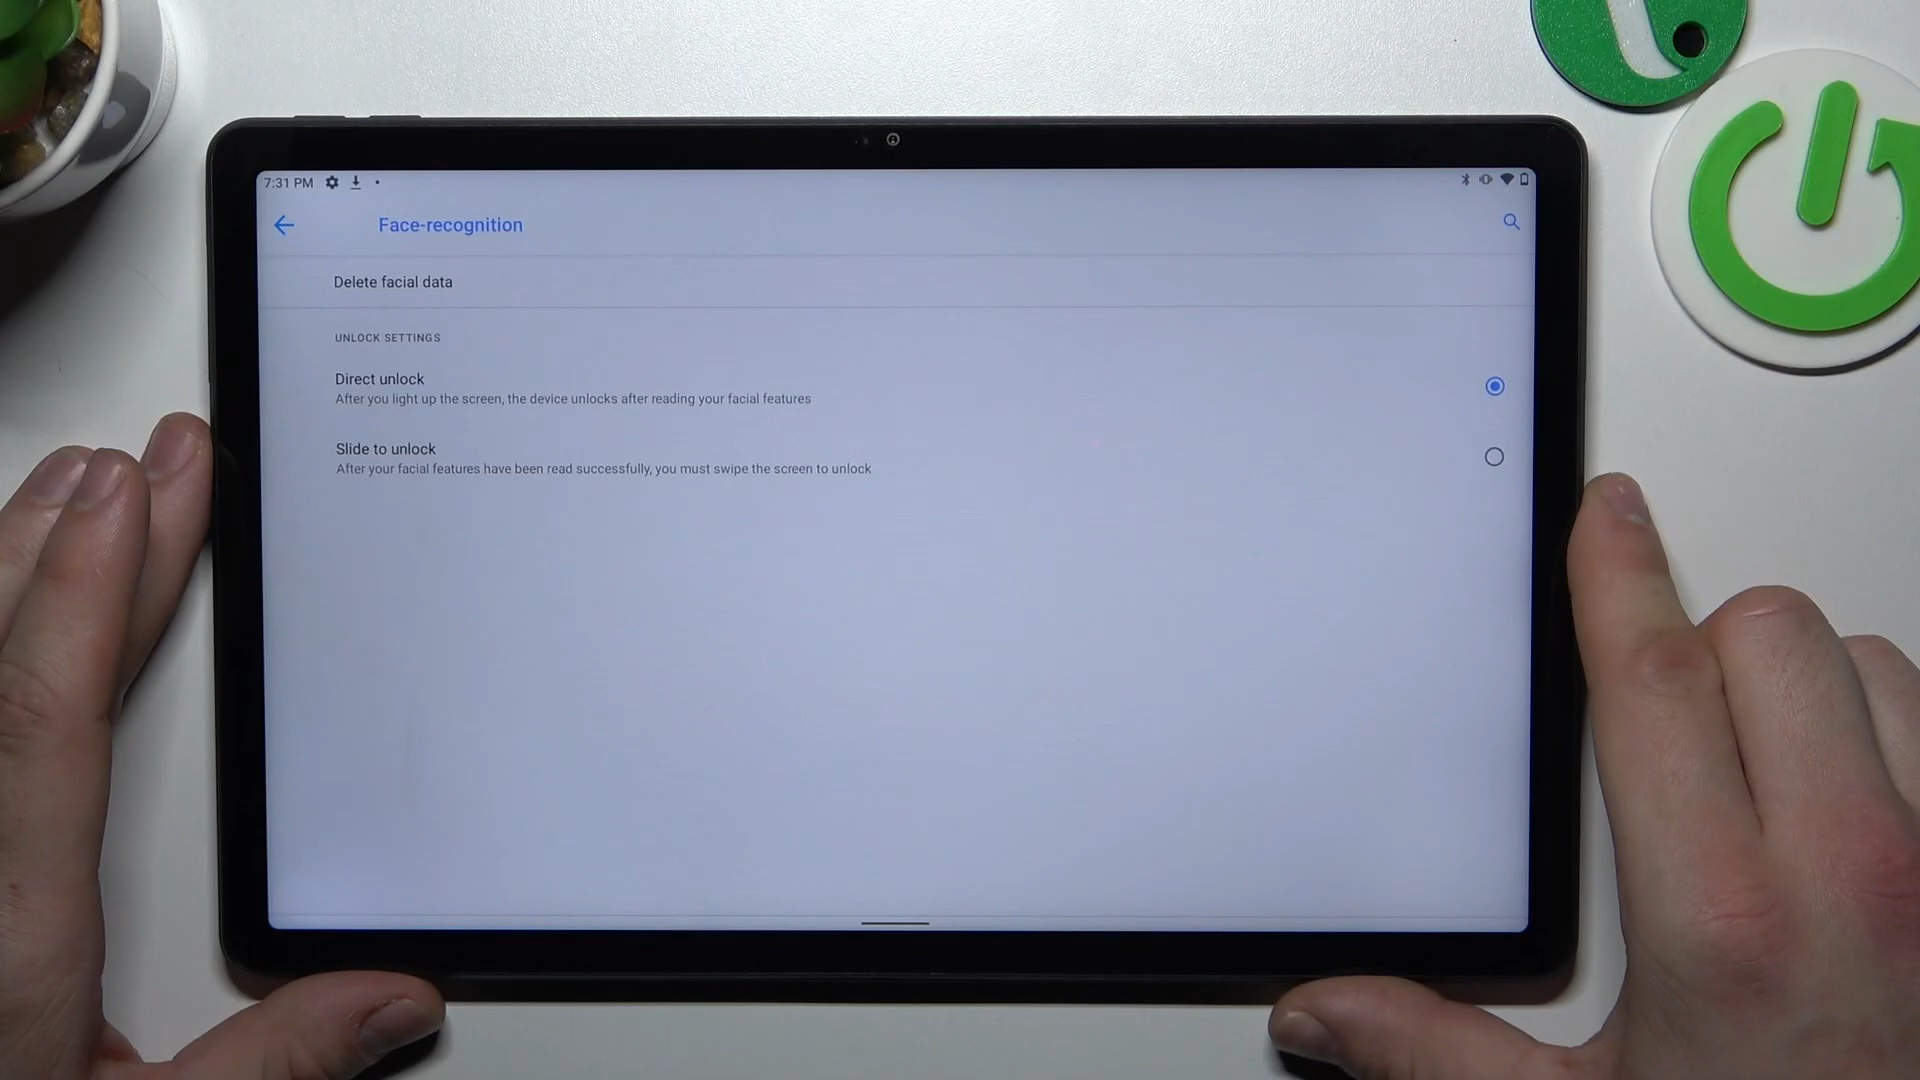 7:31 PM
Face-recognition
Delete facial data
UNLOCK SETTINGS
Direct unlock
After you light up the screen, the device unlocks after reading your facial features
Slide to unlock
After your facial features have been read successfully, you must swipe the screen to unlock